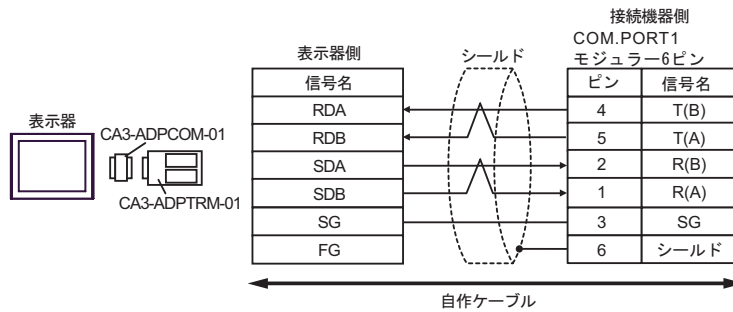 接続機器側
COM.PORT1
モジュラー6ピン
表示器側
シールド
信号名
ピン 信号名
RDA 4 T(B)
RDB 5 T(A)
SDA 2 R(B)
SDB 1 R(A)
SG 3 SG
FG 6 シールド
表示器
CA3-ADPCOM-01
CA3-ADPTRM-01
自作ケーブル